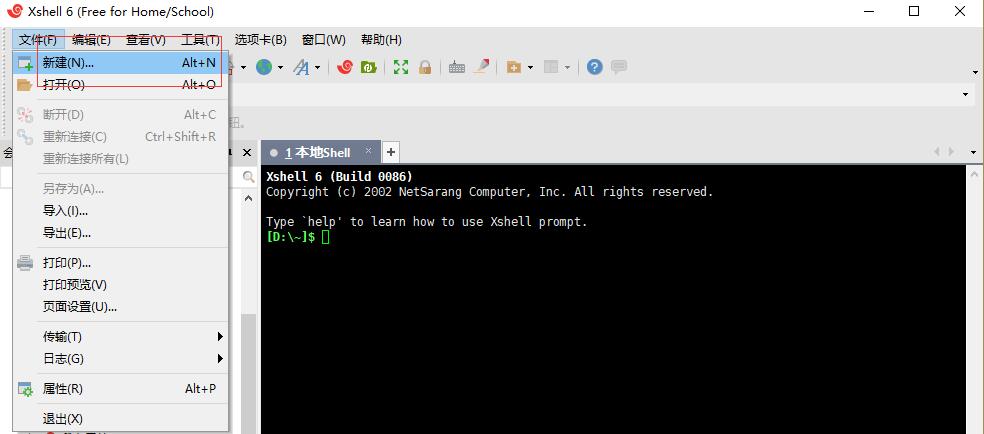 Xshell 6 (Free for Home/School)
文件(F) 编辑(E) 查看(V) 工具(T) 选项卡(B) 窗口(W) 帮助(H)
新建(N)... Alt+N
打开(O) Alt+O
断开(D) Alt+C
钮。
重新连接(C) Ctrl+Shift+R
重新连接所有(L)
1 本地Shell
另存为(A)...
导入(I)...
导出(E)...
打印(P)...
打印预览(V)
页面设置(U)...
传输(T)
日志(G)
属性(R) Alt+P
退出(X)
Xshell 6 (Build 0086)
Copyright (c) 2002 NetSarang Computer, Inc. All rights reserved.
Type `help' to learn how to use Xshell prompt.
[D:\~]$